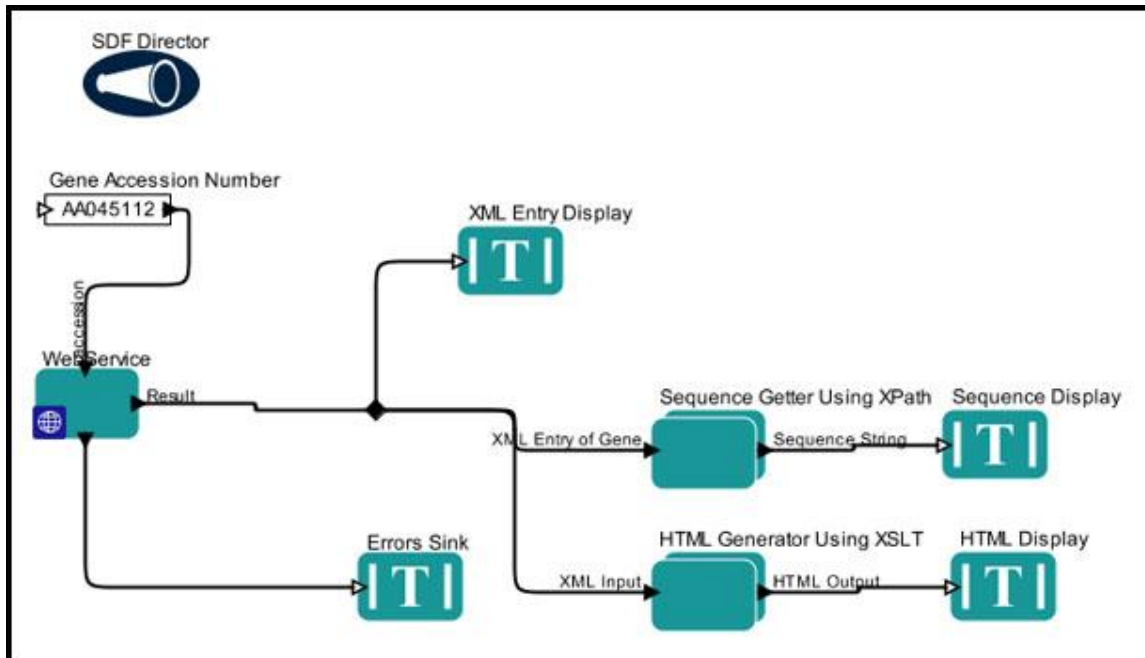 SDF Director
Gene Accession Number
AA045112
XML Entry Display
T
accession
WebService
Result
Sequence Getter Using XPath
Sequence Display
XML Entry of Gene
Sequence String
T
Errors Sink
T
HTML Generator Using XSLT
HTML Display
XML Input
HTML Output
T